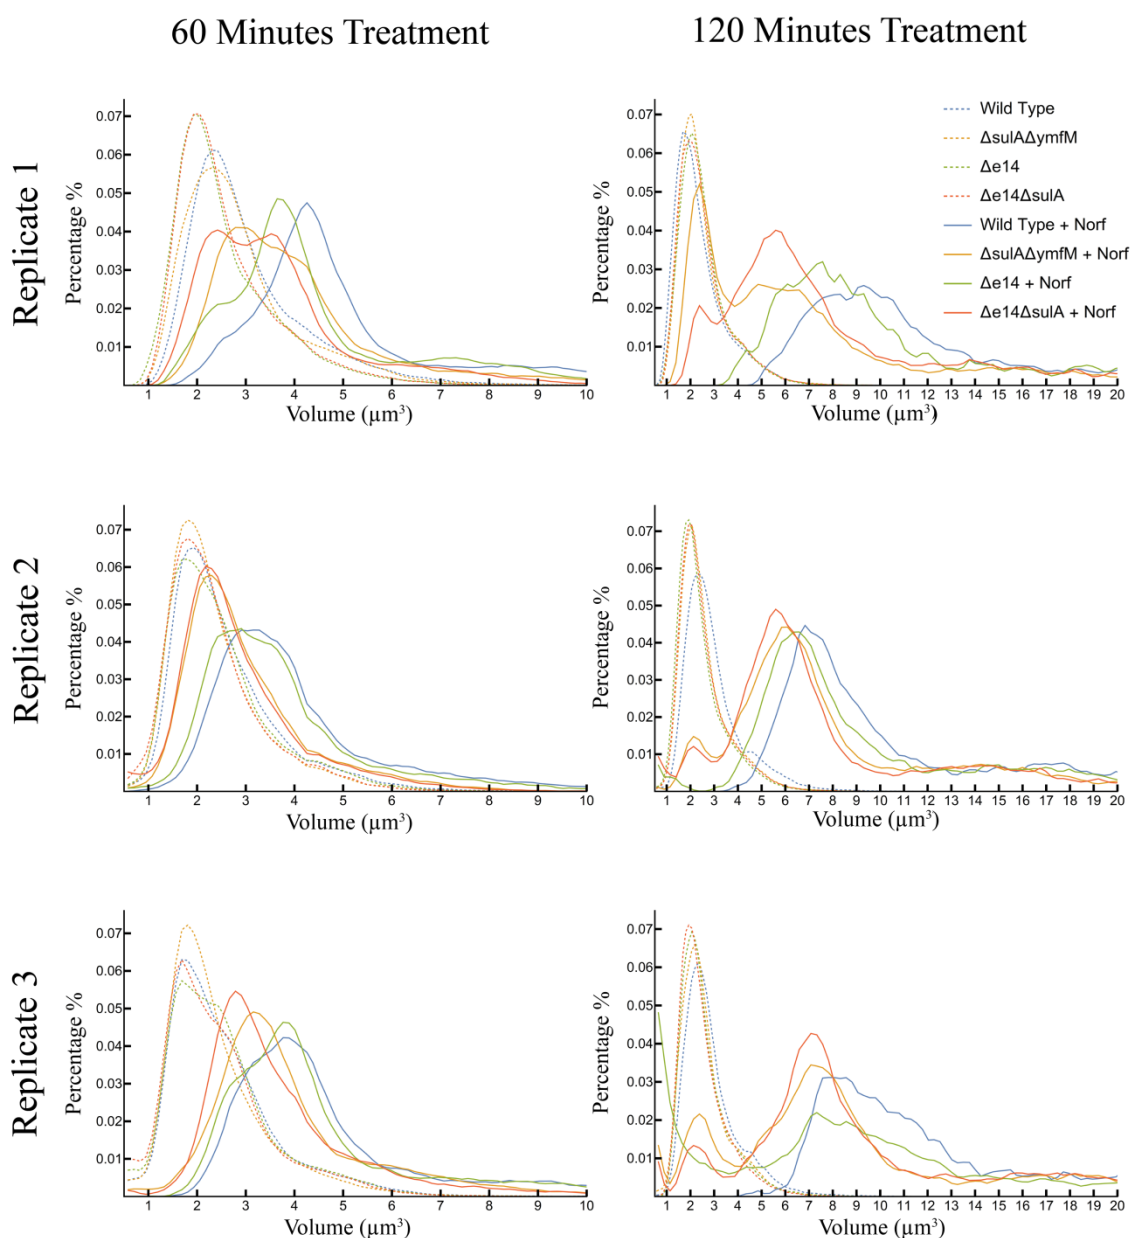 60 Minutes Treatment
120 Minutes Treatment
Replicate 1
Percentage %
0.07
0.06
0.05
0.04
0.03
0.02
0.01
1 2 3 4 5 6 7 8 9 10
Volume (µm³)
Percentage %
0.07
0.06
0.05
0.04
0.03
0.02
0.01
1 2 3 4 5 6 7 8 9 10 11 12 13 14 15 16 17 18 19 20
Volume (µm³)
Wild Type
ΔsulAΔymfM
Δe14
Δe14ΔsulA
Wild Type + Norf
ΔsulAΔymfM + Norf
Δe14 + Norf
Δe14ΔsulA + Norf
Replicate 2
Percentage %
0.07
0.06
0.05
0.04
0.03
0.02
0.01
1 2 3 4 5 6 7 8 9 10
Volume (µm³)
Percentage %
0.07
0.06
0.05
0.04
0.03
0.02
0.01
1 2 3 4 5 6 7 8 9 10 11 12 13 14 15 16 17 18 19 20
Volume (µm³)
Replicate 3
Percentage %
0.07
0.06
0.05
0.04
0.03
0.02
0.01
1 2 3 4 5 6 7 8 9 10
Volume (µm³)
Percentage %
0.07
0.06
0.05
0.04
0.03
0.02
0.01
1 2 3 4 5 6 7 8 9 10 11 12 13 14 15 16 17 18 19 20
Volume (µm³)